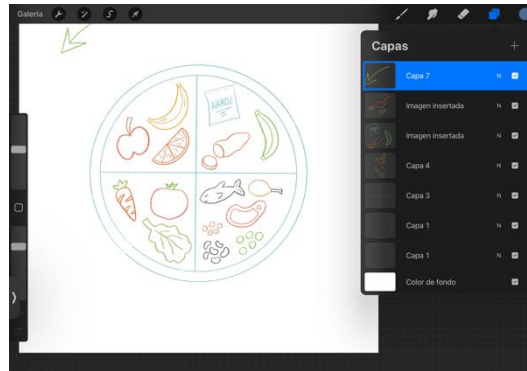 Galería
Capas
Capa 7 N
Imagen insertada N
Imagen insertada N
Capa 4 N
Capa 3 N
Capa 1 N
Capa 1 N
Color de fondo
ARROZ